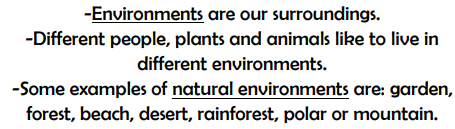 -Environments are our surroundings.
-Different people, plants and animals like to live in
different environments.
-Some examples of natural environments are: garden,
forest, beach, desert, rainforest, polar or mountain.